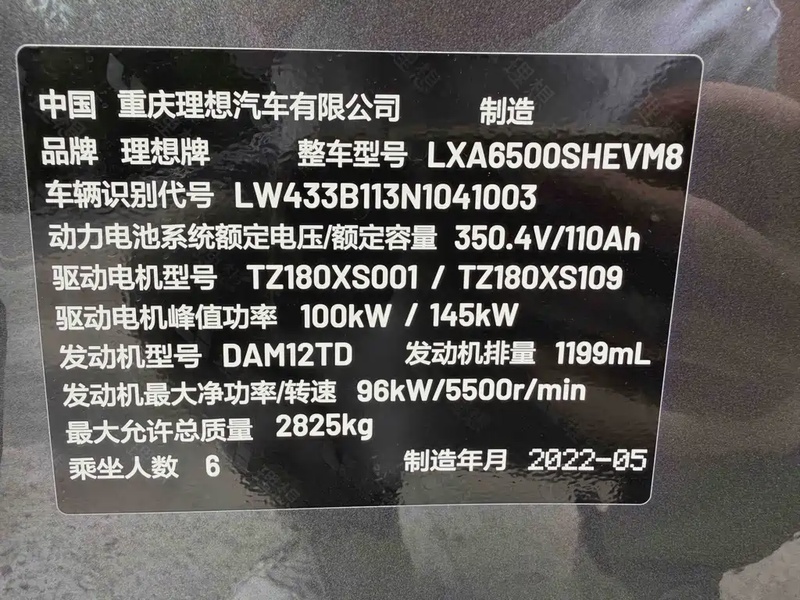 中国 重庆理想汽车有限公司 制造
品牌 理想牌 整车型号 LXA6500SHEVM8
车辆识别代号 LW433B113N1041003
动力电池系统额定电压/额定容量 350.4V/110Ah
驱动电机型号 TZ180XS001 / TZ180XS109
驱动电机峰值功率 100kW / 145kW
发动机型号 DAM12TD 发动机排量 1199mL
发动机最大净功率/转速 96kW/5500r/min
最大允许总质量 2825kg
乘坐人数 6 制造年月 2022-05